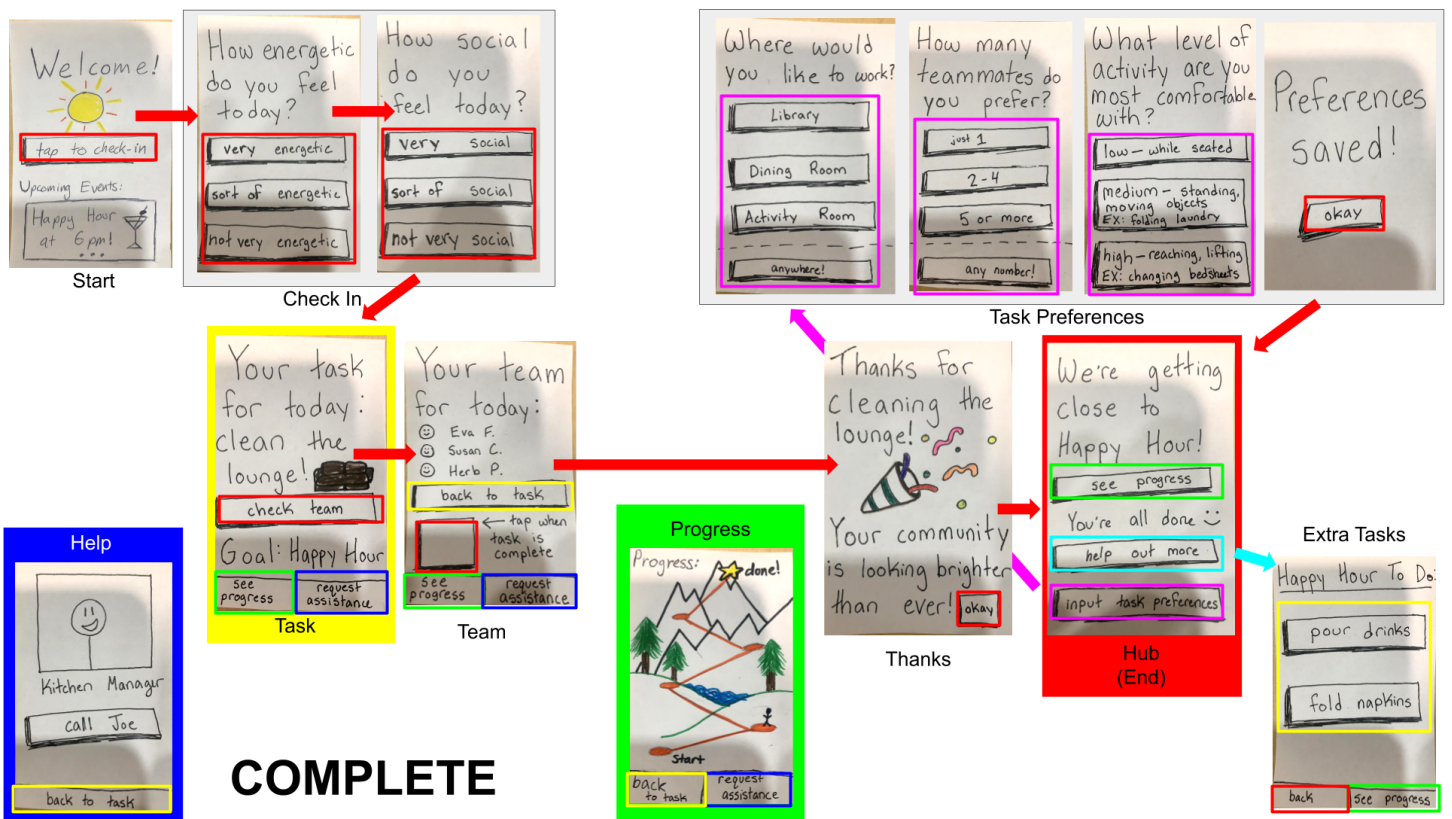 Welcome!
tap to check-in
Upcoming Events:
Happy Hour
at 6 pm!
Start
How energetic
do you feel
today?
very energetic
sort of energetic
not very energetic
How social
do you
feel today?
very social
sort of social
not very social
Check In
Where would
you like to work?
Library
Dining Room
Activity Room
anywhere!
How many
teammates do
you prefer?
just 1
2-4
5 or more
any number!
What level of
activity are you
most comfortable
with?
low - while seated
medium - standing,
moving objects
EX: folding laundry
high - reaching, lifting
EX: changing bedsheets
Preferences
saved!
okay
Task Preferences
Your task
for today:
clean the
lounge!
check team
Goal: Happy Hour
see
progress
request
assistance
Task
Your team
for today:
Eva F.
Susan C.
Herb P.
back to task
tap when
task is
complete
see
progress
request
assistance
Team
Thanks for
cleaning the
lounge!
Your community
is looking brighter
than ever!
okay
Thanks
We're getting
close to
Happy Hour!
see progress
You're all done
help out more
input task preferences
Hub
(End)
Help
Kitchen Manager
call Joe
back to task
COMPLETE
Progress
Progress:
done!
start
back
to task
request
assistance
Extra Tasks
Happy Hour To Do:
pour drinks
fold napkins
back
see progress